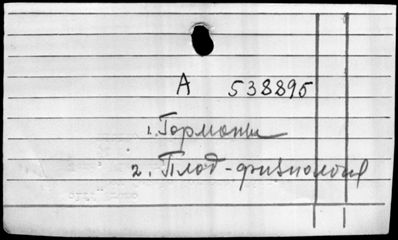 А 538895
1. Гормоны
2. Плод - физиология